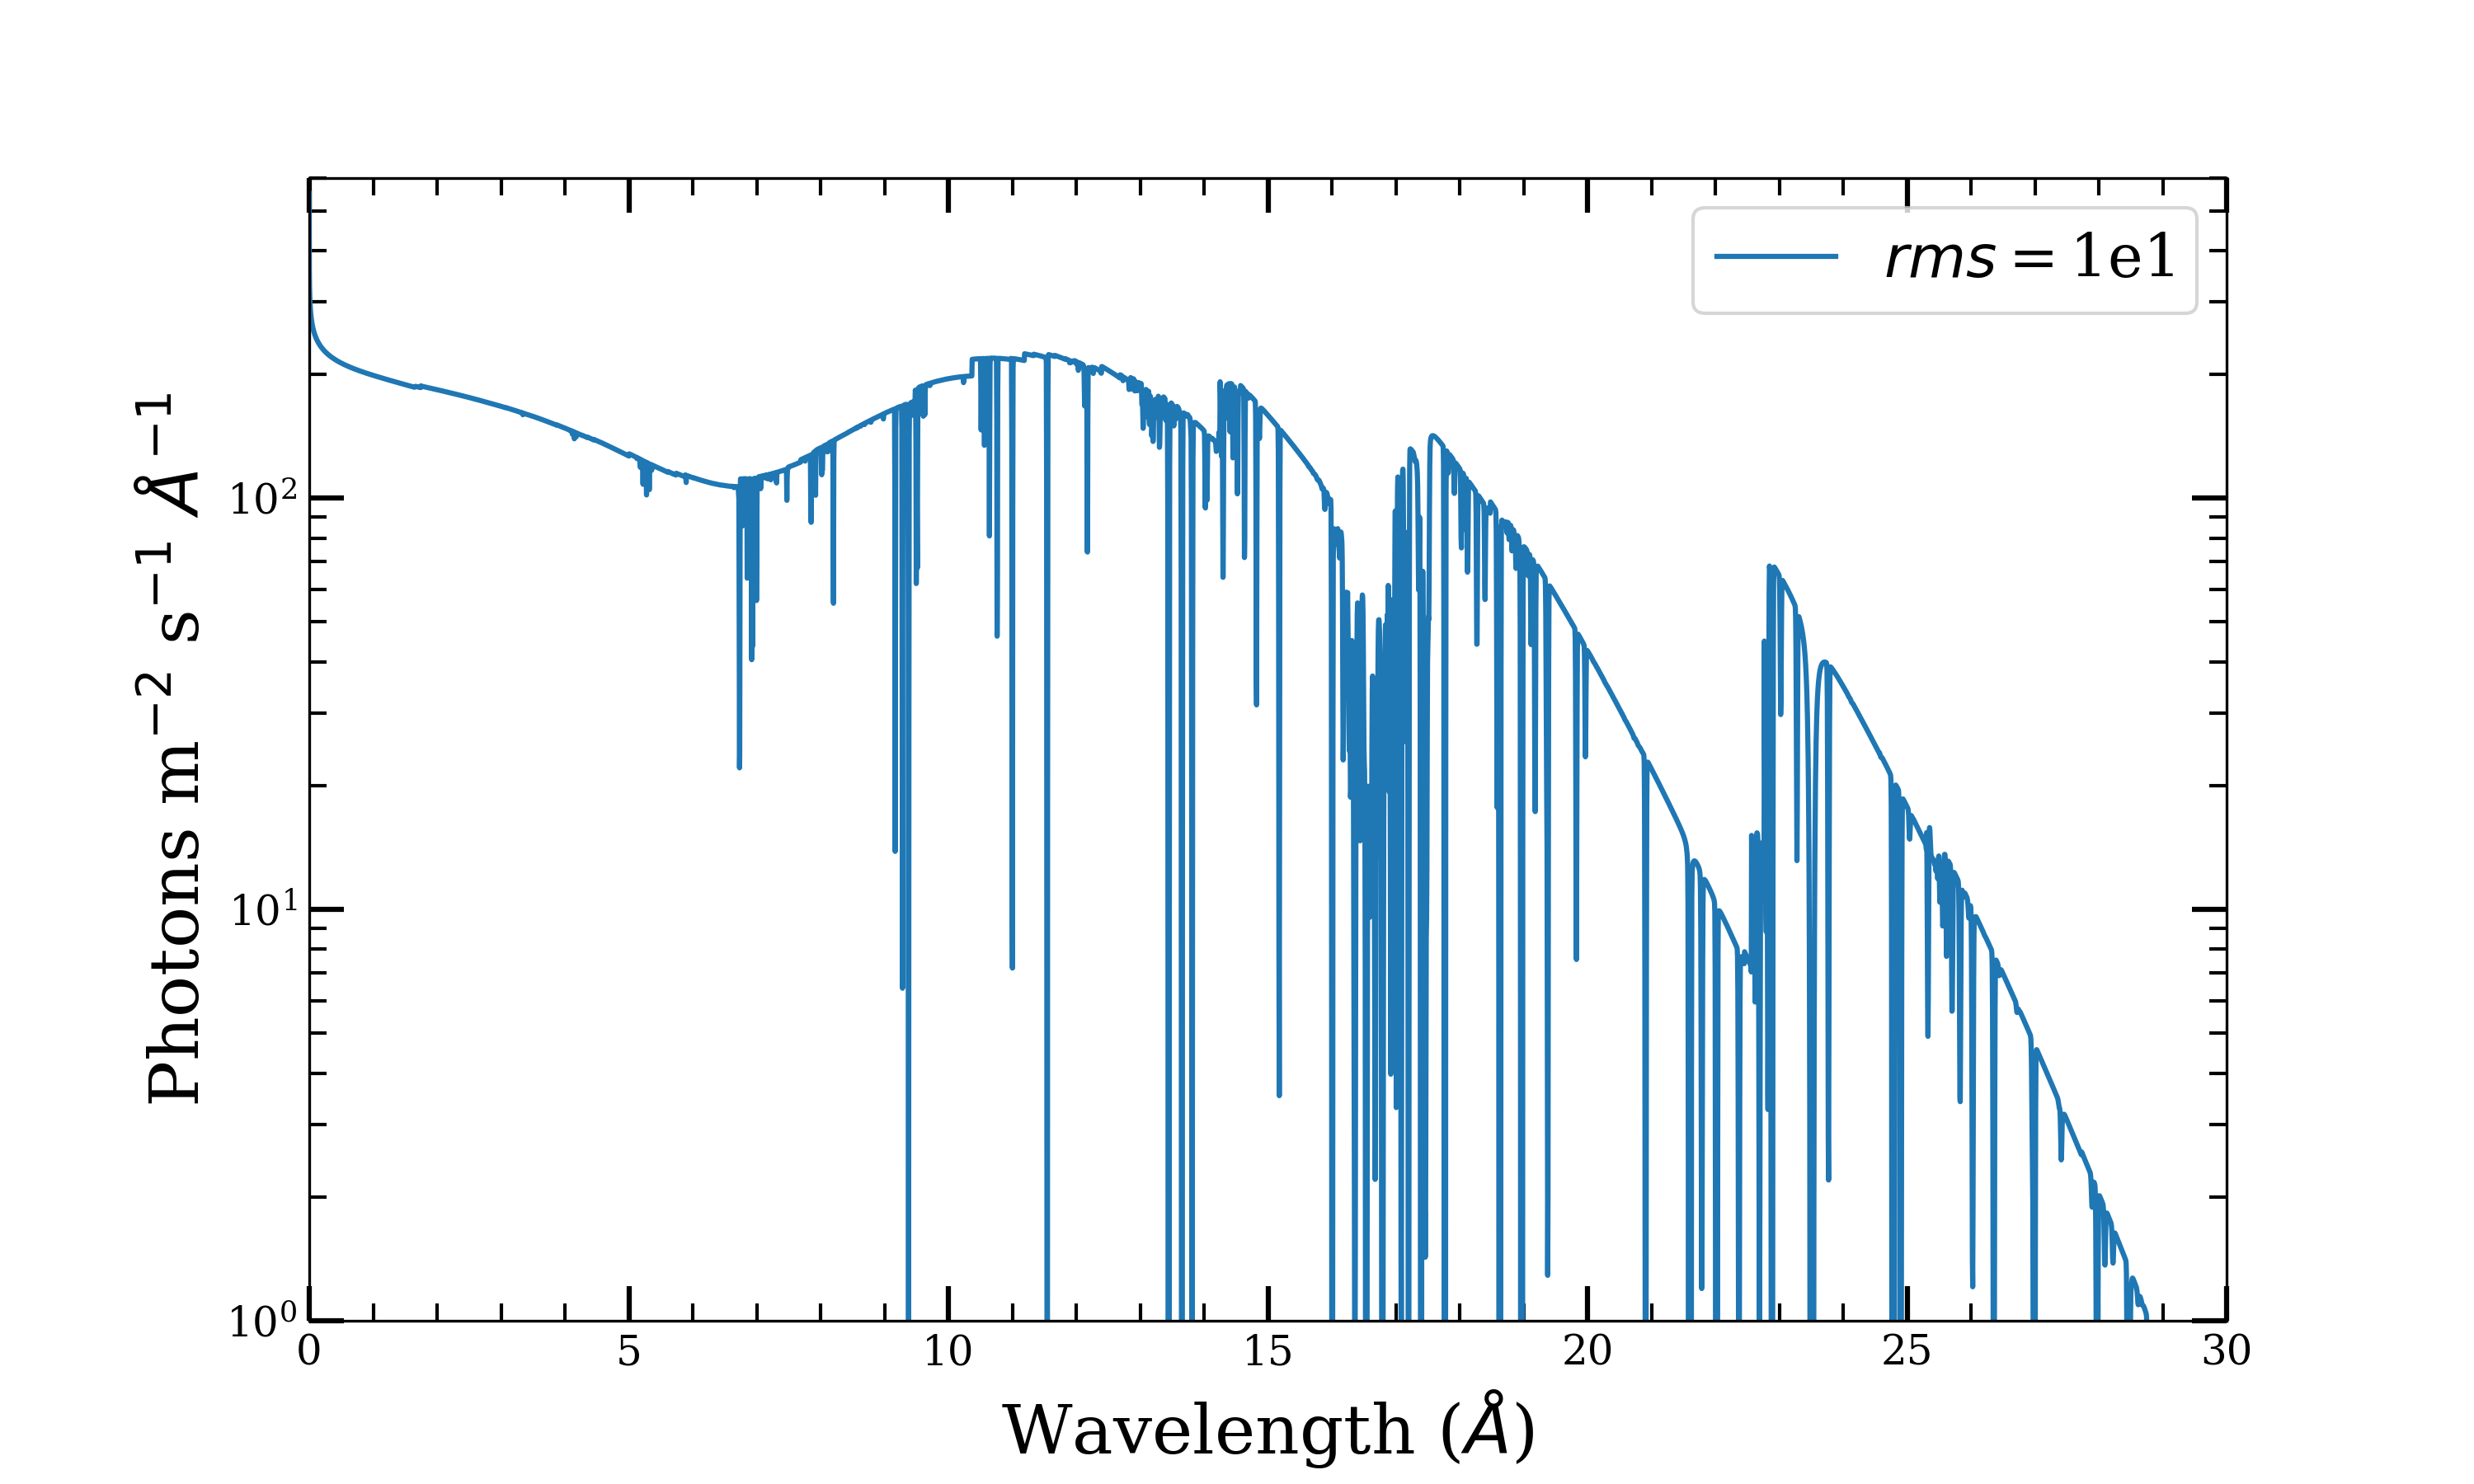 rms = 1e1
Photons m⁻² s⁻¹ Å⁻¹
10²
10¹
10⁰
0 5 10 15 20 25 30
Wavelength (Å)